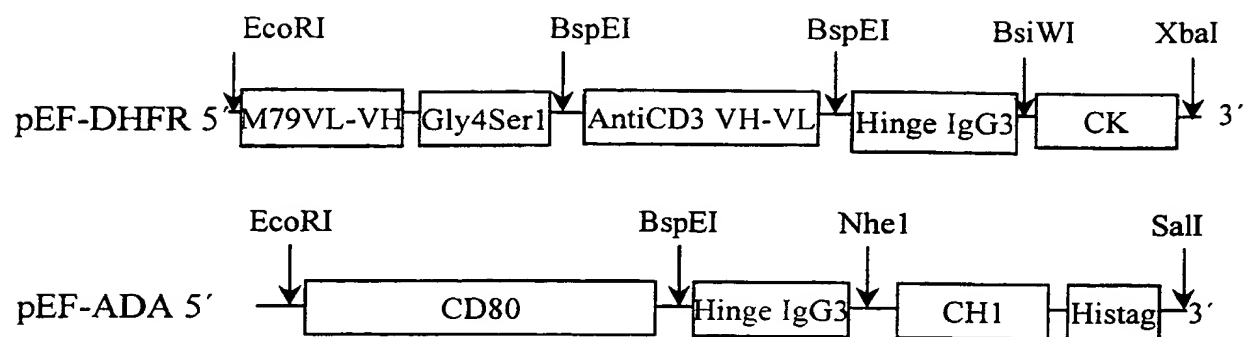 EcoRI BspEI BspEI BsiWI XbaI
pEF-DHFR 5´ M79VL-VH Gly4Ser1 AntiCD3 VH-VL Hinge IgG3 CK 3´
EcoRI BspEI Nhe1 SalI
pEF-ADA 5´ CD80 Hinge IgG3 CH1 Histag 3´